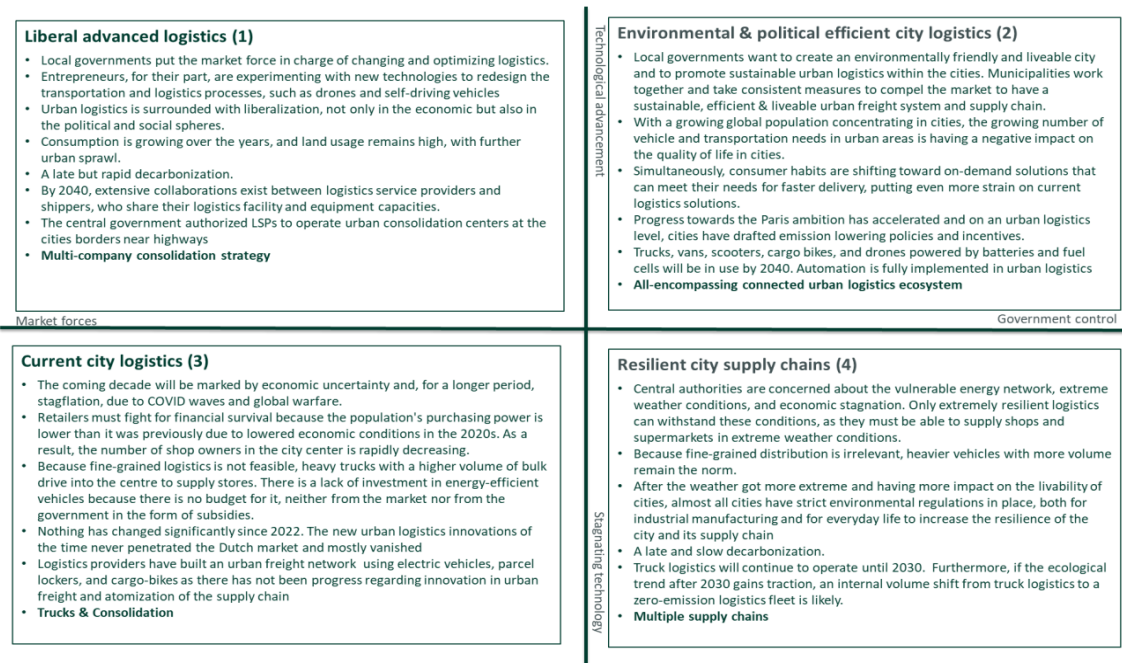 Liberal advanced logistics (1)
• Local governments put the market force in charge of changing and optimizing logistics.
• Entrepreneurs, for their part, are experimenting with new technologies to redesign the
transportation and logistics processes, such as drones and self-driving vehicles
• Urban logistics is surrounded with liberalization, not only in the economic but also in
the political and social spheres.
• Consumption is growing over the years, and land usage remains high, with further
urban sprawl.
• A late but rapid decarbonization.
• By 2040, extensive collaborations exist between logistics service providers and
shippers, who share their logistics facility and equipment capacities.
• The central government authorized LSPs to operate urban consolidation centers at the
cities borders near highways
• Multi-company consolidation strategy
Market forces
Technological advancement
Environmental & political efficient city logistics (2)
• Local governments want to create an environmentally friendly and liveable city
and to promote sustainable urban logistics within the cities. Municipalities work
together and take consistent measures to compel the market to have a
sustainable, efficient & liveable urban freight system and supply chain.
• With a growing global population concentrating in cities, the growing number of
vehicle and transportation needs in urban areas is having a negative impact on
the quality of life in cities.
• Simultaneously, consumer habits are shifting toward on-demand solutions that
can meet their needs for faster delivery, putting even more strain on current
logistics solutions.
• Progress towards the Paris ambition has accelerated and on an urban logistics
level, cities have drafted emission lowering policies and incentives.
• Trucks, vans, scooters, cargo bikes, and drones powered by batteries and fuel
cells will be in use by 2040. Automation is fully implemented in urban logistics
• All-encompassing connected urban logistics ecosystem
Government control
Current city logistics (3)
• The coming decade will be marked by economic uncertainty and, for a longer period,
stagflation, due to COVID waves and global warfare.
• Retailers must fight for financial survival because the population's purchasing power is
lower than it was previously due to lowered economic conditions in the 2020s. As a
result, the number of shop owners in the city center is rapidly decreasing.
• Because fine-grained logistics is not feasible, heavy trucks with a higher volume of bulk
drive into the centre to supply stores. There is a lack of investment in energy-efficient
vehicles because there is no budget for it, neither from the market nor from the
government in the form of subsidies.
• Nothing has changed significantly since 2022. The new urban logistics innovations of
the time never penetrated the Dutch market and mostly vanished
• Logistics providers have built an urban freight network using electric vehicles, parcel
lockers, and cargo-bikes as there has not been progress regarding innovation in urban
freight and atomization of the supply chain
• Trucks & Consolidation
Stagnating technology
Resilient city supply chains (4)
• Central authorities are concerned about the vulnerable energy network, extreme
weather conditions, and economic stagnation. Only extremely resilient logistics
can withstand these conditions, as they must be able to supply shops and
supermarkets in extreme weather conditions.
• Because fine-grained distribution is irrelevant, heavier vehicles with more volume
remain the norm.
• After the weather got more extreme and having more impact on the livability of
cities, almost all cities have strict environmental regulations in place, both for
industrial manufacturing and for everyday life to increase the resilience of the
city and its supply chain
• A late and slow decarbonization.
• Truck logistics will continue to operate until 2030. Furthermore, if the ecological
trend after 2030 gains traction, an internal volume shift from truck logistics to a
zero-emission logistics fleet is likely.
• Multiple supply chains